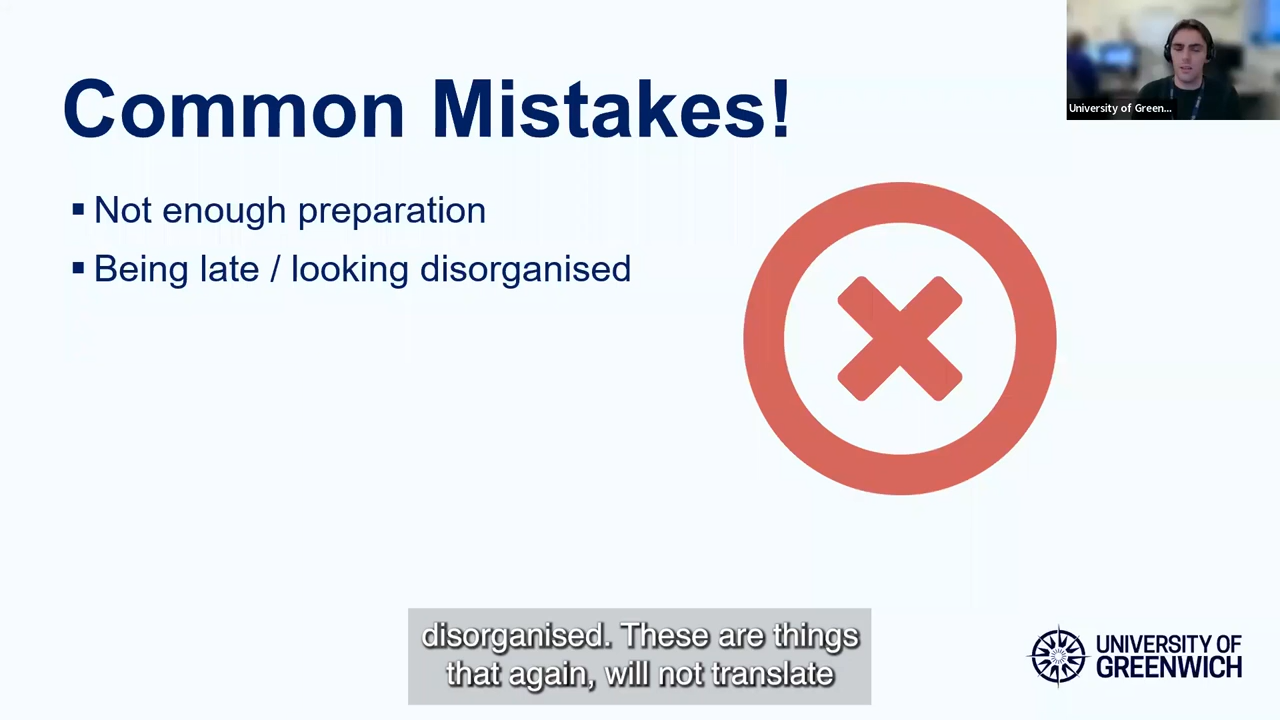 Common Mistakes!
University of Green...
▪ Not enough preparation
▪ Being late / looking disorganised
disorganised. These are things
that again, will not translate
UNIVERSITY OF
GREENWICH